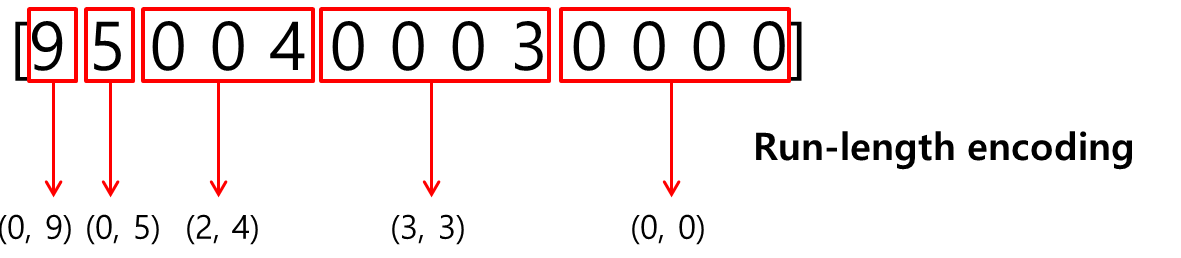 [9 5 0 0 4 0 0 0 3 0 0 0 0]
Run-length encoding
(0, 9) (0, 5) (2, 4) (3, 3) (0, 0)